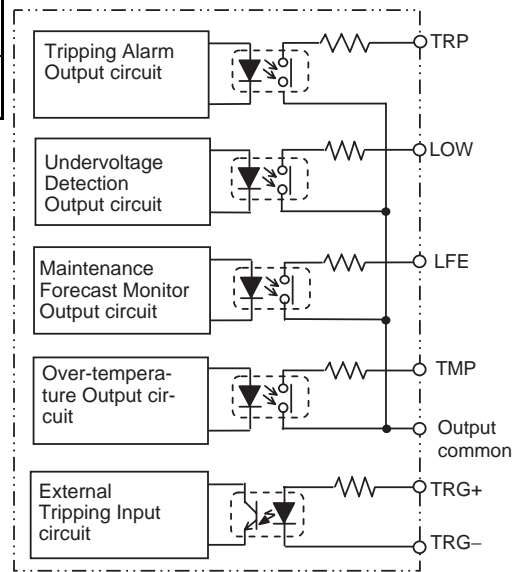 Tripping Alarm
Output circuit
TRP
Undervoltage
Detection
Output circuit
LOW
Maintenance
Forecast Monitor
Output circuit
LFE
Over-tempera-
ture Output cir-
cuit
TMP
Output
common
External
Tripping Input
circuit
TRG+
TRG−